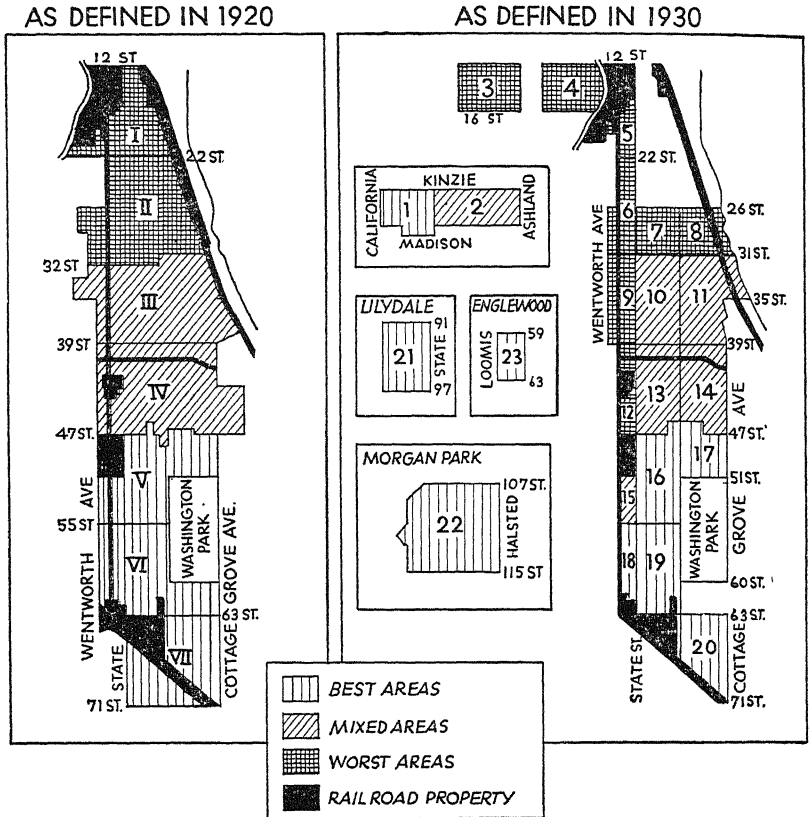 AS DEFINED IN 1920
12 ST
I
22 ST.
II
32 ST
III
39 ST
IV
47 ST.
V
WASHINGTON PARK
55 ST
VI
WENTWORTH AVE
COTTAGE GROVE AVE.
63 ST.
VII
STATE
71 ST.
AS DEFINED IN 1930
12 ST
3
4
16 ST
5
22 ST.
KINZIE
CALIFORNIA
1
2
ASHLAND
MADISON
WENTWORTH AVE
6
26 ST.
7
8
31 ST.
9
10
11
35 ST.
39 ST
LILYDALE
91
21
STATE
97
ENGLEWOOD
LOOMIS
59
23
63
12
13
14
47 ST.
MORGAN PARK
107 ST.
22
HALSTED
115 ST
17
16
51 ST.
15
WASHINGTON PARK
18
19
60 ST.
63 ST.
20
STATE ST.
COTTAGE GROVE AVE
71 ST.
BEST AREAS
MIXED AREAS
WORST AREAS
RAILROAD PROPERTY